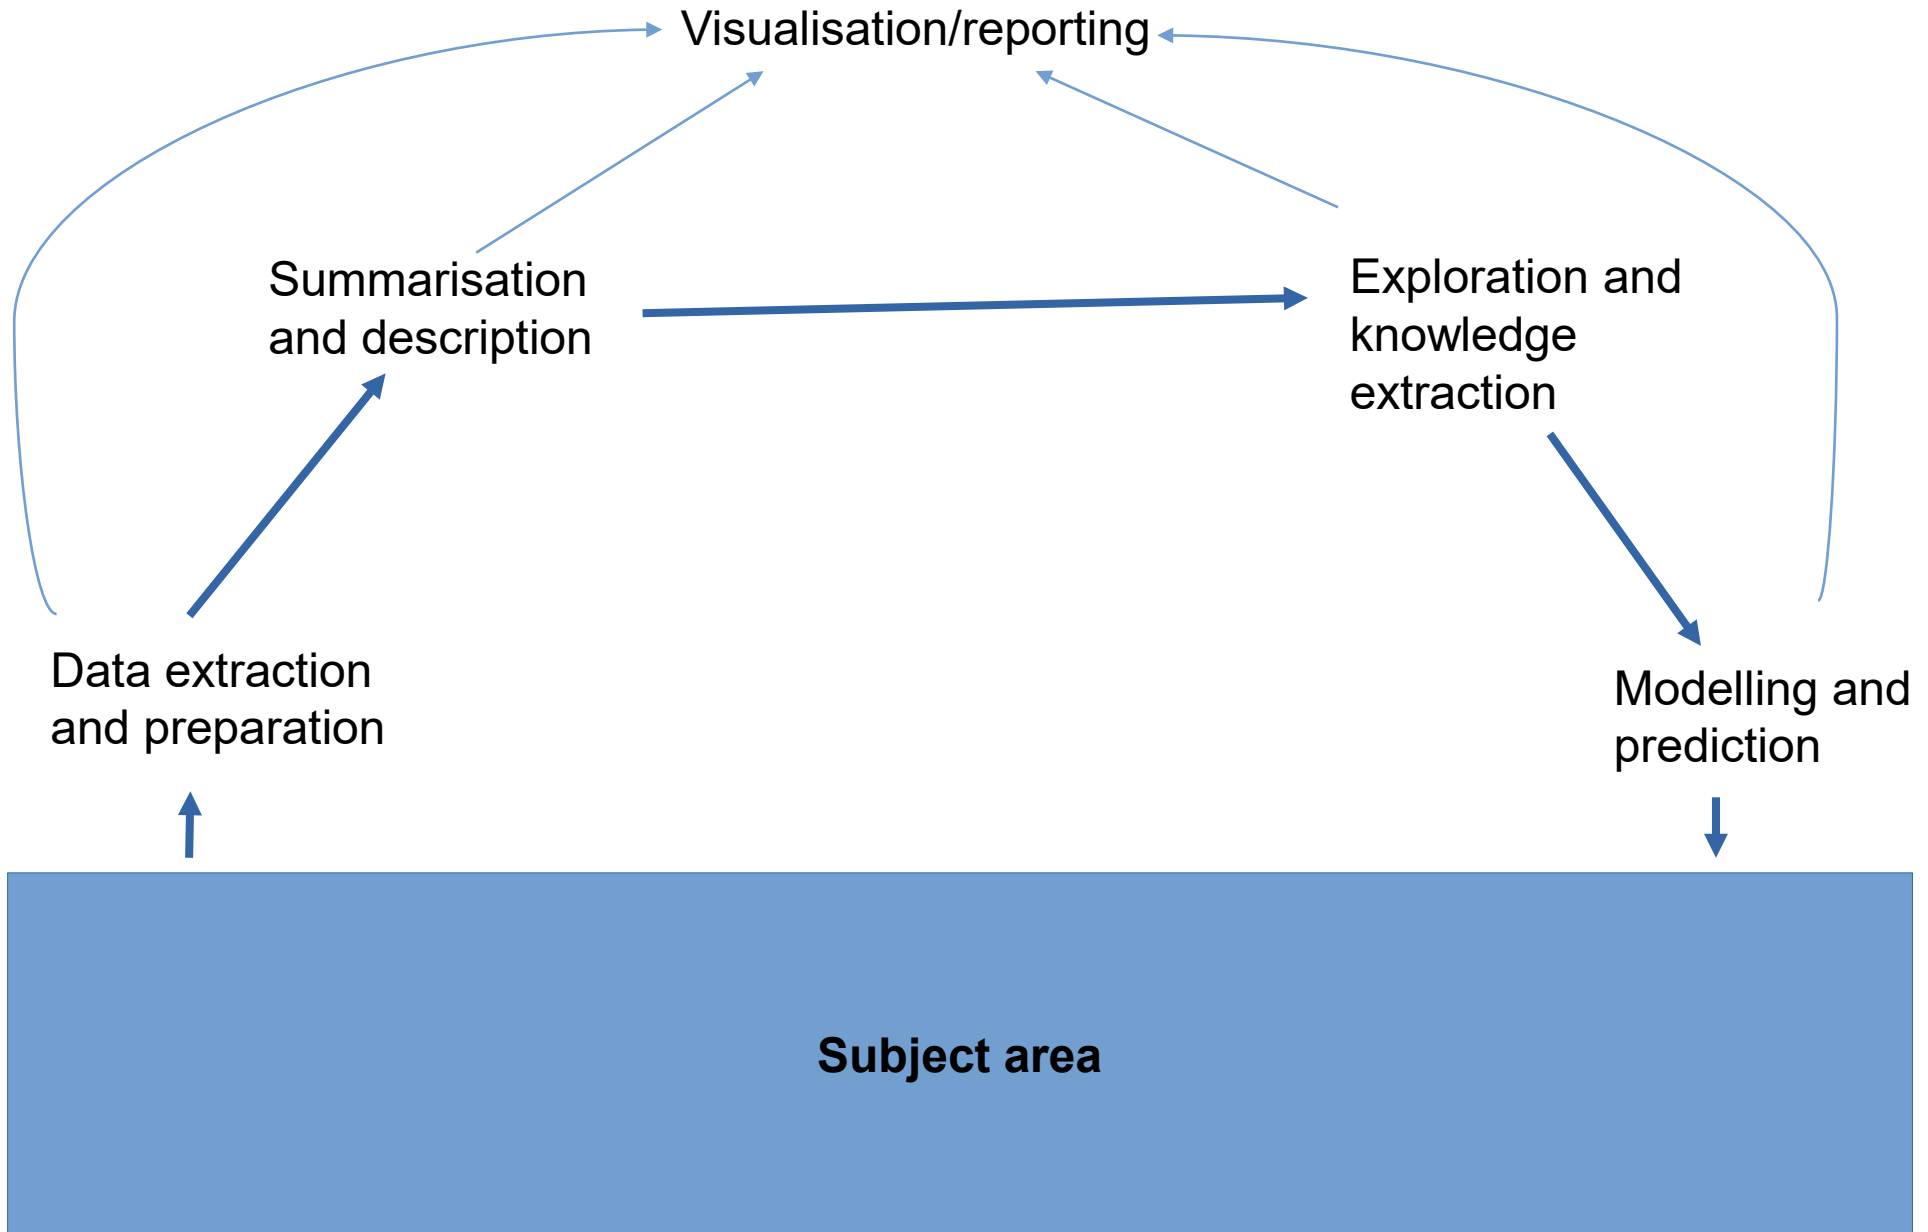 Visualisation/reporting
Summarisation
and description
Exploration and
knowledge
extraction
Data extraction
and preparation
Modelling and
prediction
Subject area